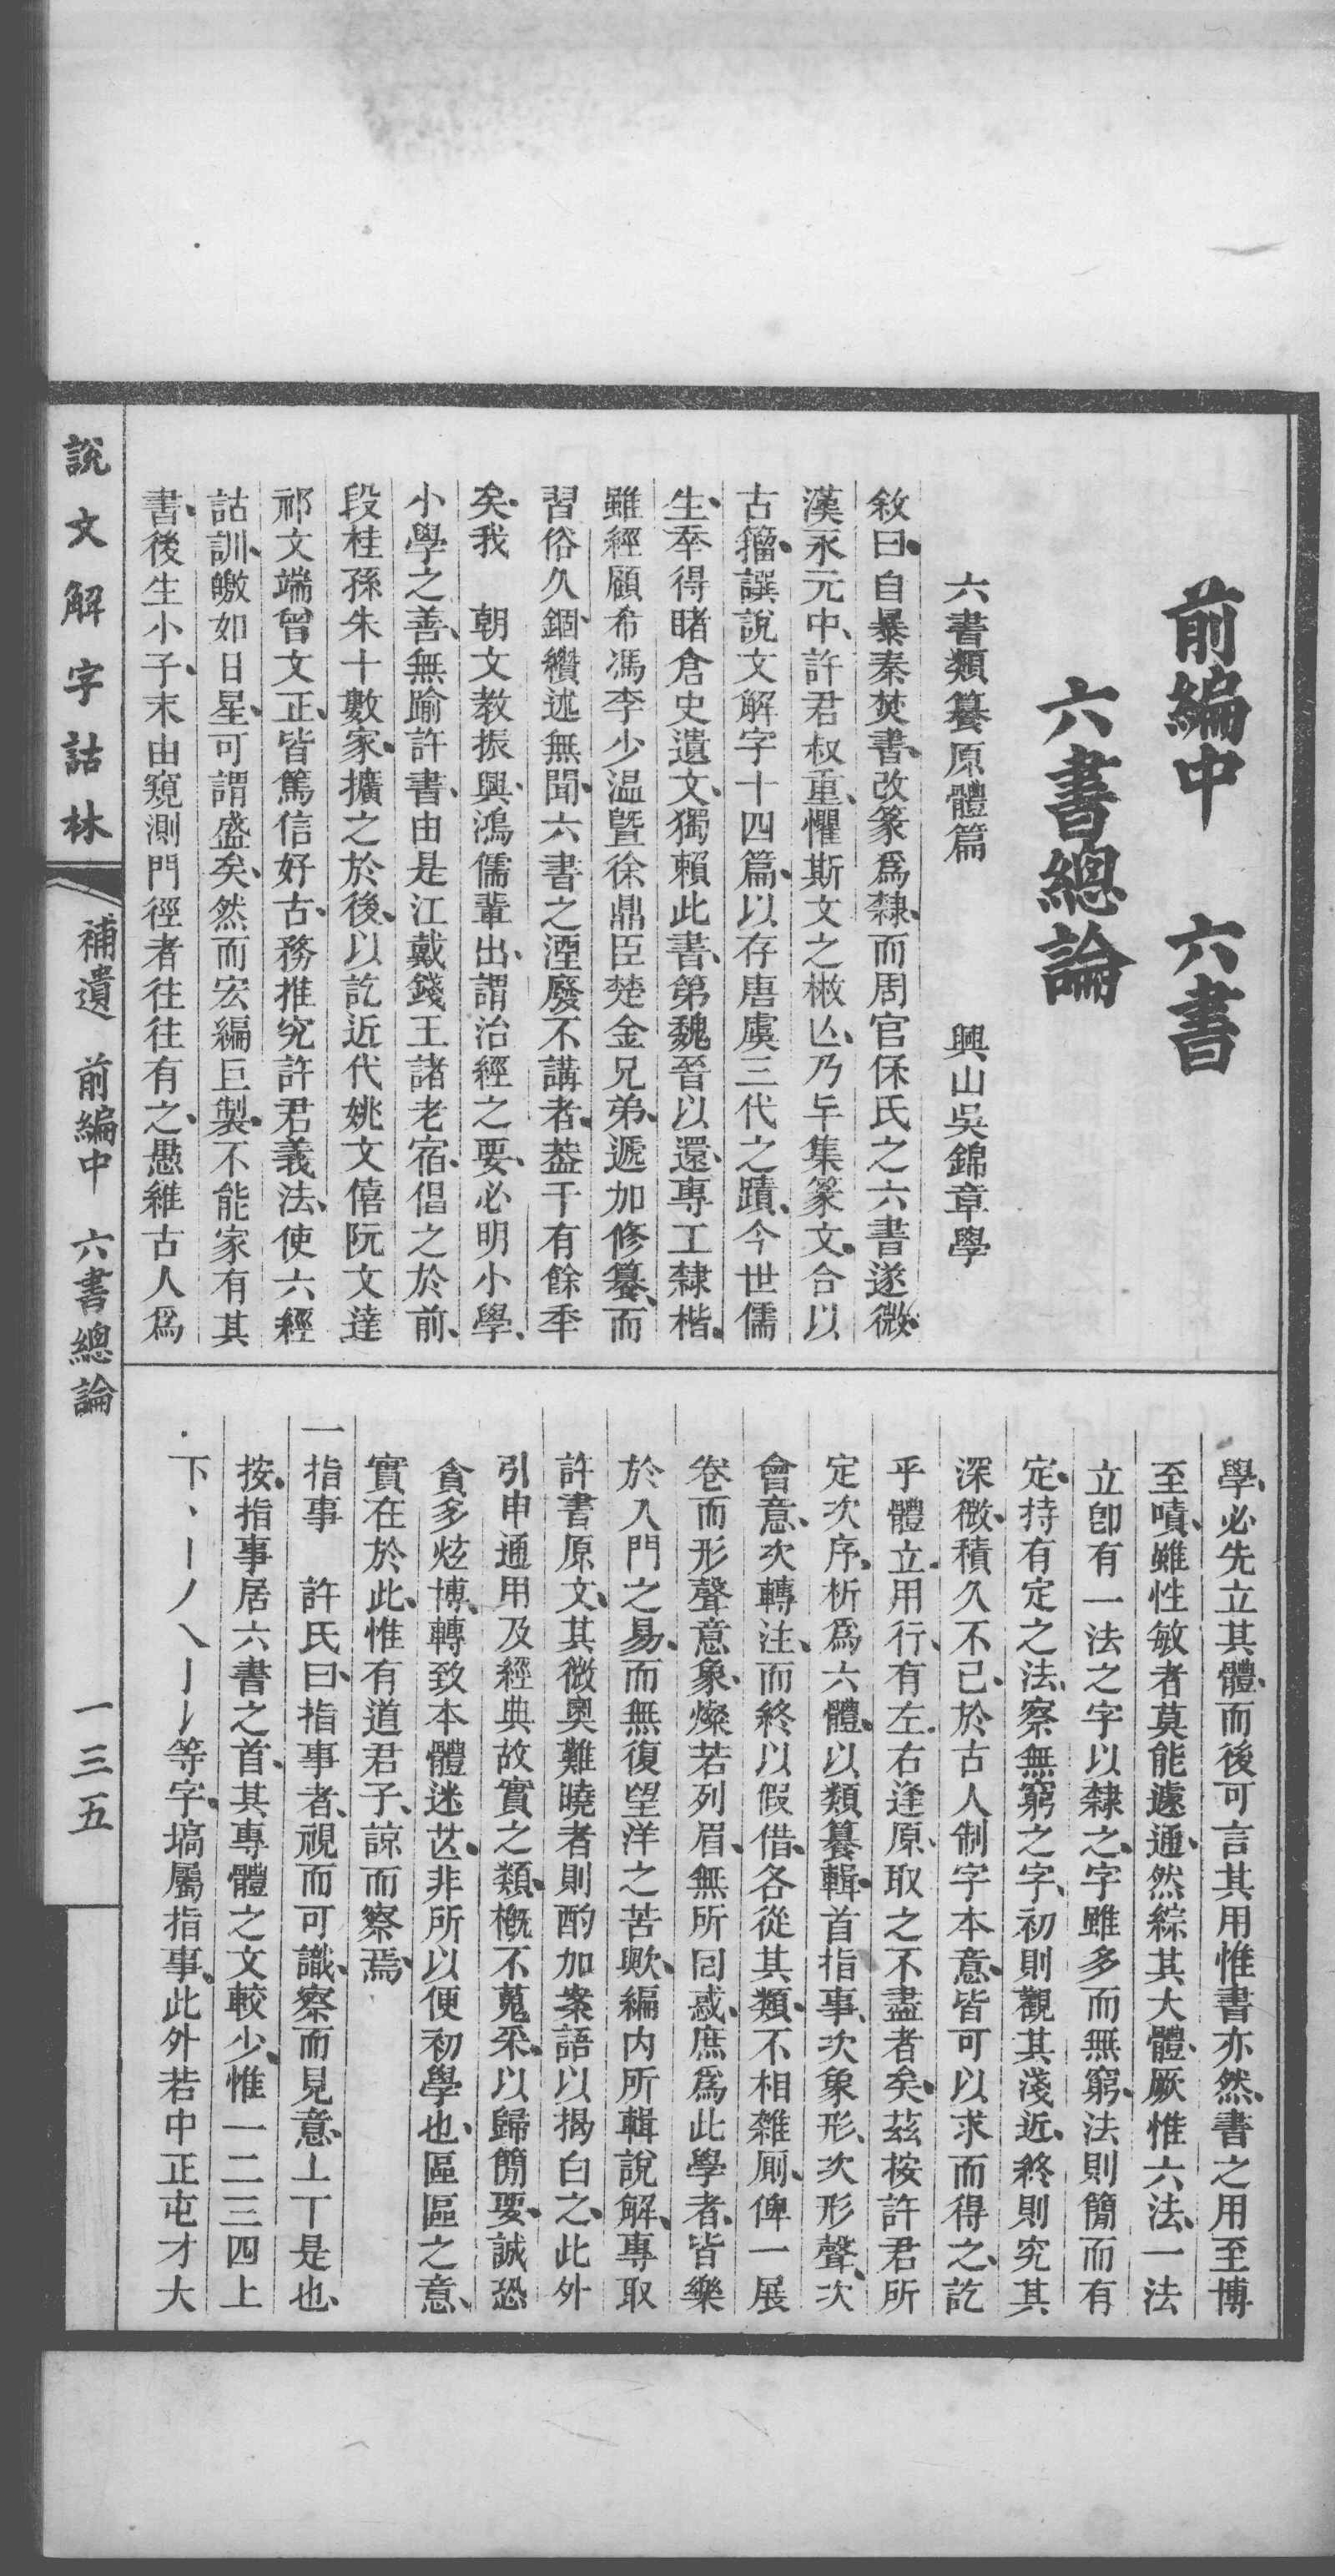 前編中　六書
六書總論
六書類纂原體篇　興山吳錦章學
敘曰、自暴秦焚書、改篆爲隸、而周官保氏之六書遂微、
漢永元中、許君叔重、懼斯文之樧亾、乃手集篆文、合以
古籀、譔說文解字十四篇、以存唐虞三代之蹟、今世儒
生、㚔得睹倉史遺文、獨賴此書、第魏晉以還、專工隸楷、
雖經顧希馮李少温曁徐鼎臣楚金兄弟、遞加修纂、而
習俗久錮、纘述無聞、六書之湮廢不講者、葢千有餘秊
矣、我　朝文教振興、鴻儒輩出、謂治經之要、必明小學、
小學之善、無踰許書、由是江戴錢王諸老宿、倡之於前、
段桂孫朱十數家、擴之於後、以訖近代姚文僖阮文達
祁文端曾文正、皆篤信好古、務推究許君義法、使六經
詁訓、皦如日星、可謂盛矣、然而宏編巨製、不能家有其
書、後生小子、末由窺測門徑者往往有之、愚維古人爲
學、必先立其體、而後可言其用、惟書亦然、書之用至博
至嘖、雖性敏者莫能遽通、然綜其大體、厥惟六法、一法
立卽有一法之字以隸之、字雖多而無窮、法則簡而有
定、持有定之法、察無窮之字、初則觀其淺近、終則究其
深微、積久不已、於古人制字本意、皆可以求而得之、訖
乎體立用行、有左右逢原、取之不盡者矣、茲按許君所
定次序、析爲六體、以類纂輯、首指事、次象形、次形聲、次
會意、次轉注、而終以假借、各從其類、不相雜厠、俾一展
卷而形聲意象、燦若列眉、無所回惑、庶爲此學者、皆樂
於入門之易、而無復望洋之苦歟、編内所輯說解、專取
許書原文、其微奧難曉者則酌加案語以揭白之、此外
引申通用及經典故實之類、槪不蒐采、以歸簡要、誠恐
貪多炫博、轉致本體迷茫、非所以便初學也、區區之意、
實在於此、惟有道君子、諒而察焉、
一指事　許氏曰、指事者、視而可識、察而見意、丄丅是也、
按、指事居六書之首、其專體之文較少、惟一二三四上
下丶丨丿乀亅𠄌等字、塙屬指事、此外若中正屯才大
說文解字詁林　補遺　前編中　六書總論　一三五